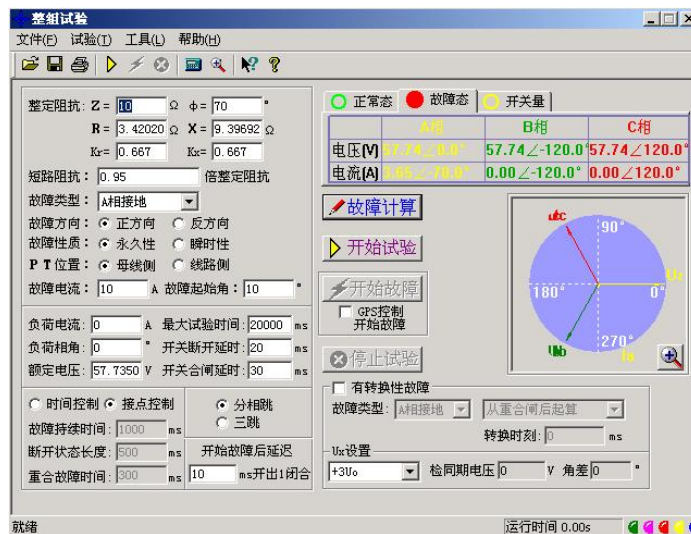 整组试验
文件(F) 试验(T) 工具(L) 帮助(H)
整定阻抗: Z= 10 Ω φ= 70 °
R = 3.42020 Ω X = 9.39692 Ω
Kr= 0.667 Kx= 0.667
短路阻抗: 0.95 倍整定阻抗
故障类型: A相接地
故障方向: 正方向 反方向
故障性质: 永久性 瞬时性
P T 位置: 母线侧 线路侧
故障电流: 10 A 故障起始角: 10 °
负荷电流: 0 A 最大试验时间: 20000 ms
负荷相角: 0 ° 开关断开延时: 20 ms
额定电压: 57.7350 V 开关合闸延时: 30 ms
时间控制 接点控制
故障持续时间: 1000 ms
断开状态长度: 500 ms
重合故障时间: 300 ms
分相跳
三跳
开始故障后延迟
10 ms开出1闭合
正常态 故障态 开关量
A相 B相 C相
电压(V) 57.74∠0.0° 57.74∠-120.0° 57.74∠120.0°
电流(A) 3.65∠-70.0° 0.00∠-120.0° 0.00∠120.0°
故障计算
开始试验
开始故障
GPS控制
开始故障
停止试验
90°
180° 0°
270°
有转换性故障
故障类型: A相接地 从重合闸后起算
转换时刻: 0 ms
Ux设置
+3Uo 检同期电压 0 V 角差 0 °
就绪 运行时间 0.00s